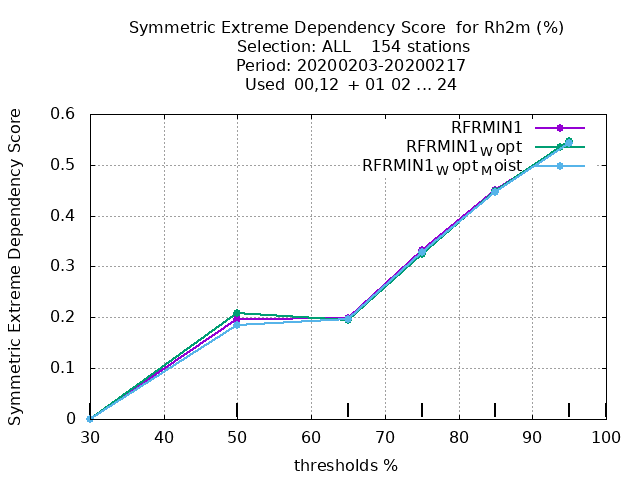 Symmetric Extreme Dependency Score for Rh2m (%)
Selection: ALL 154 stations
Period: 20200203-20200217
Used 00,12 + 01 02 ... 24
Symmetric Extreme Dependency Score
0.6
0.5
0.4
0.3
0.2
0.1
0
RFRMIN1
RFRMIN1WOpt
RFRMIN1WoptMoist
30 40 50 60 70 80 90 100
thresholds %